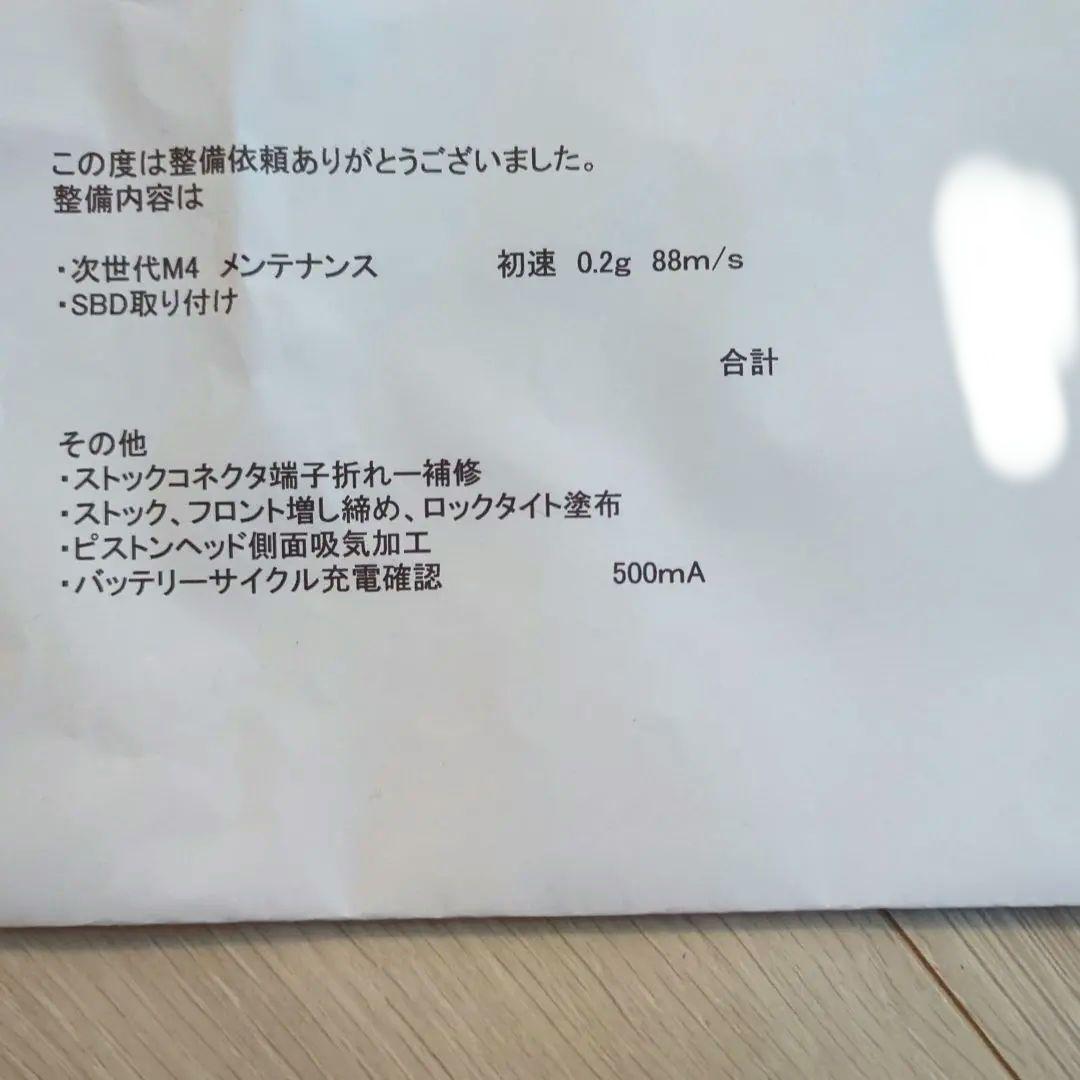 この度は整備依頼ありがとうございました。
整備内容は
・次世代M4 メンテナンス 初速 0.2g 88m/s
・SBD取り付け
合計
その他
・ストックコネクタ端子折れー補修
・ストック、フロント増し締め、ロックタイト塗布
・ピストンヘッド側面吸気加工
・バッテリーサイクル充電確認 500mA